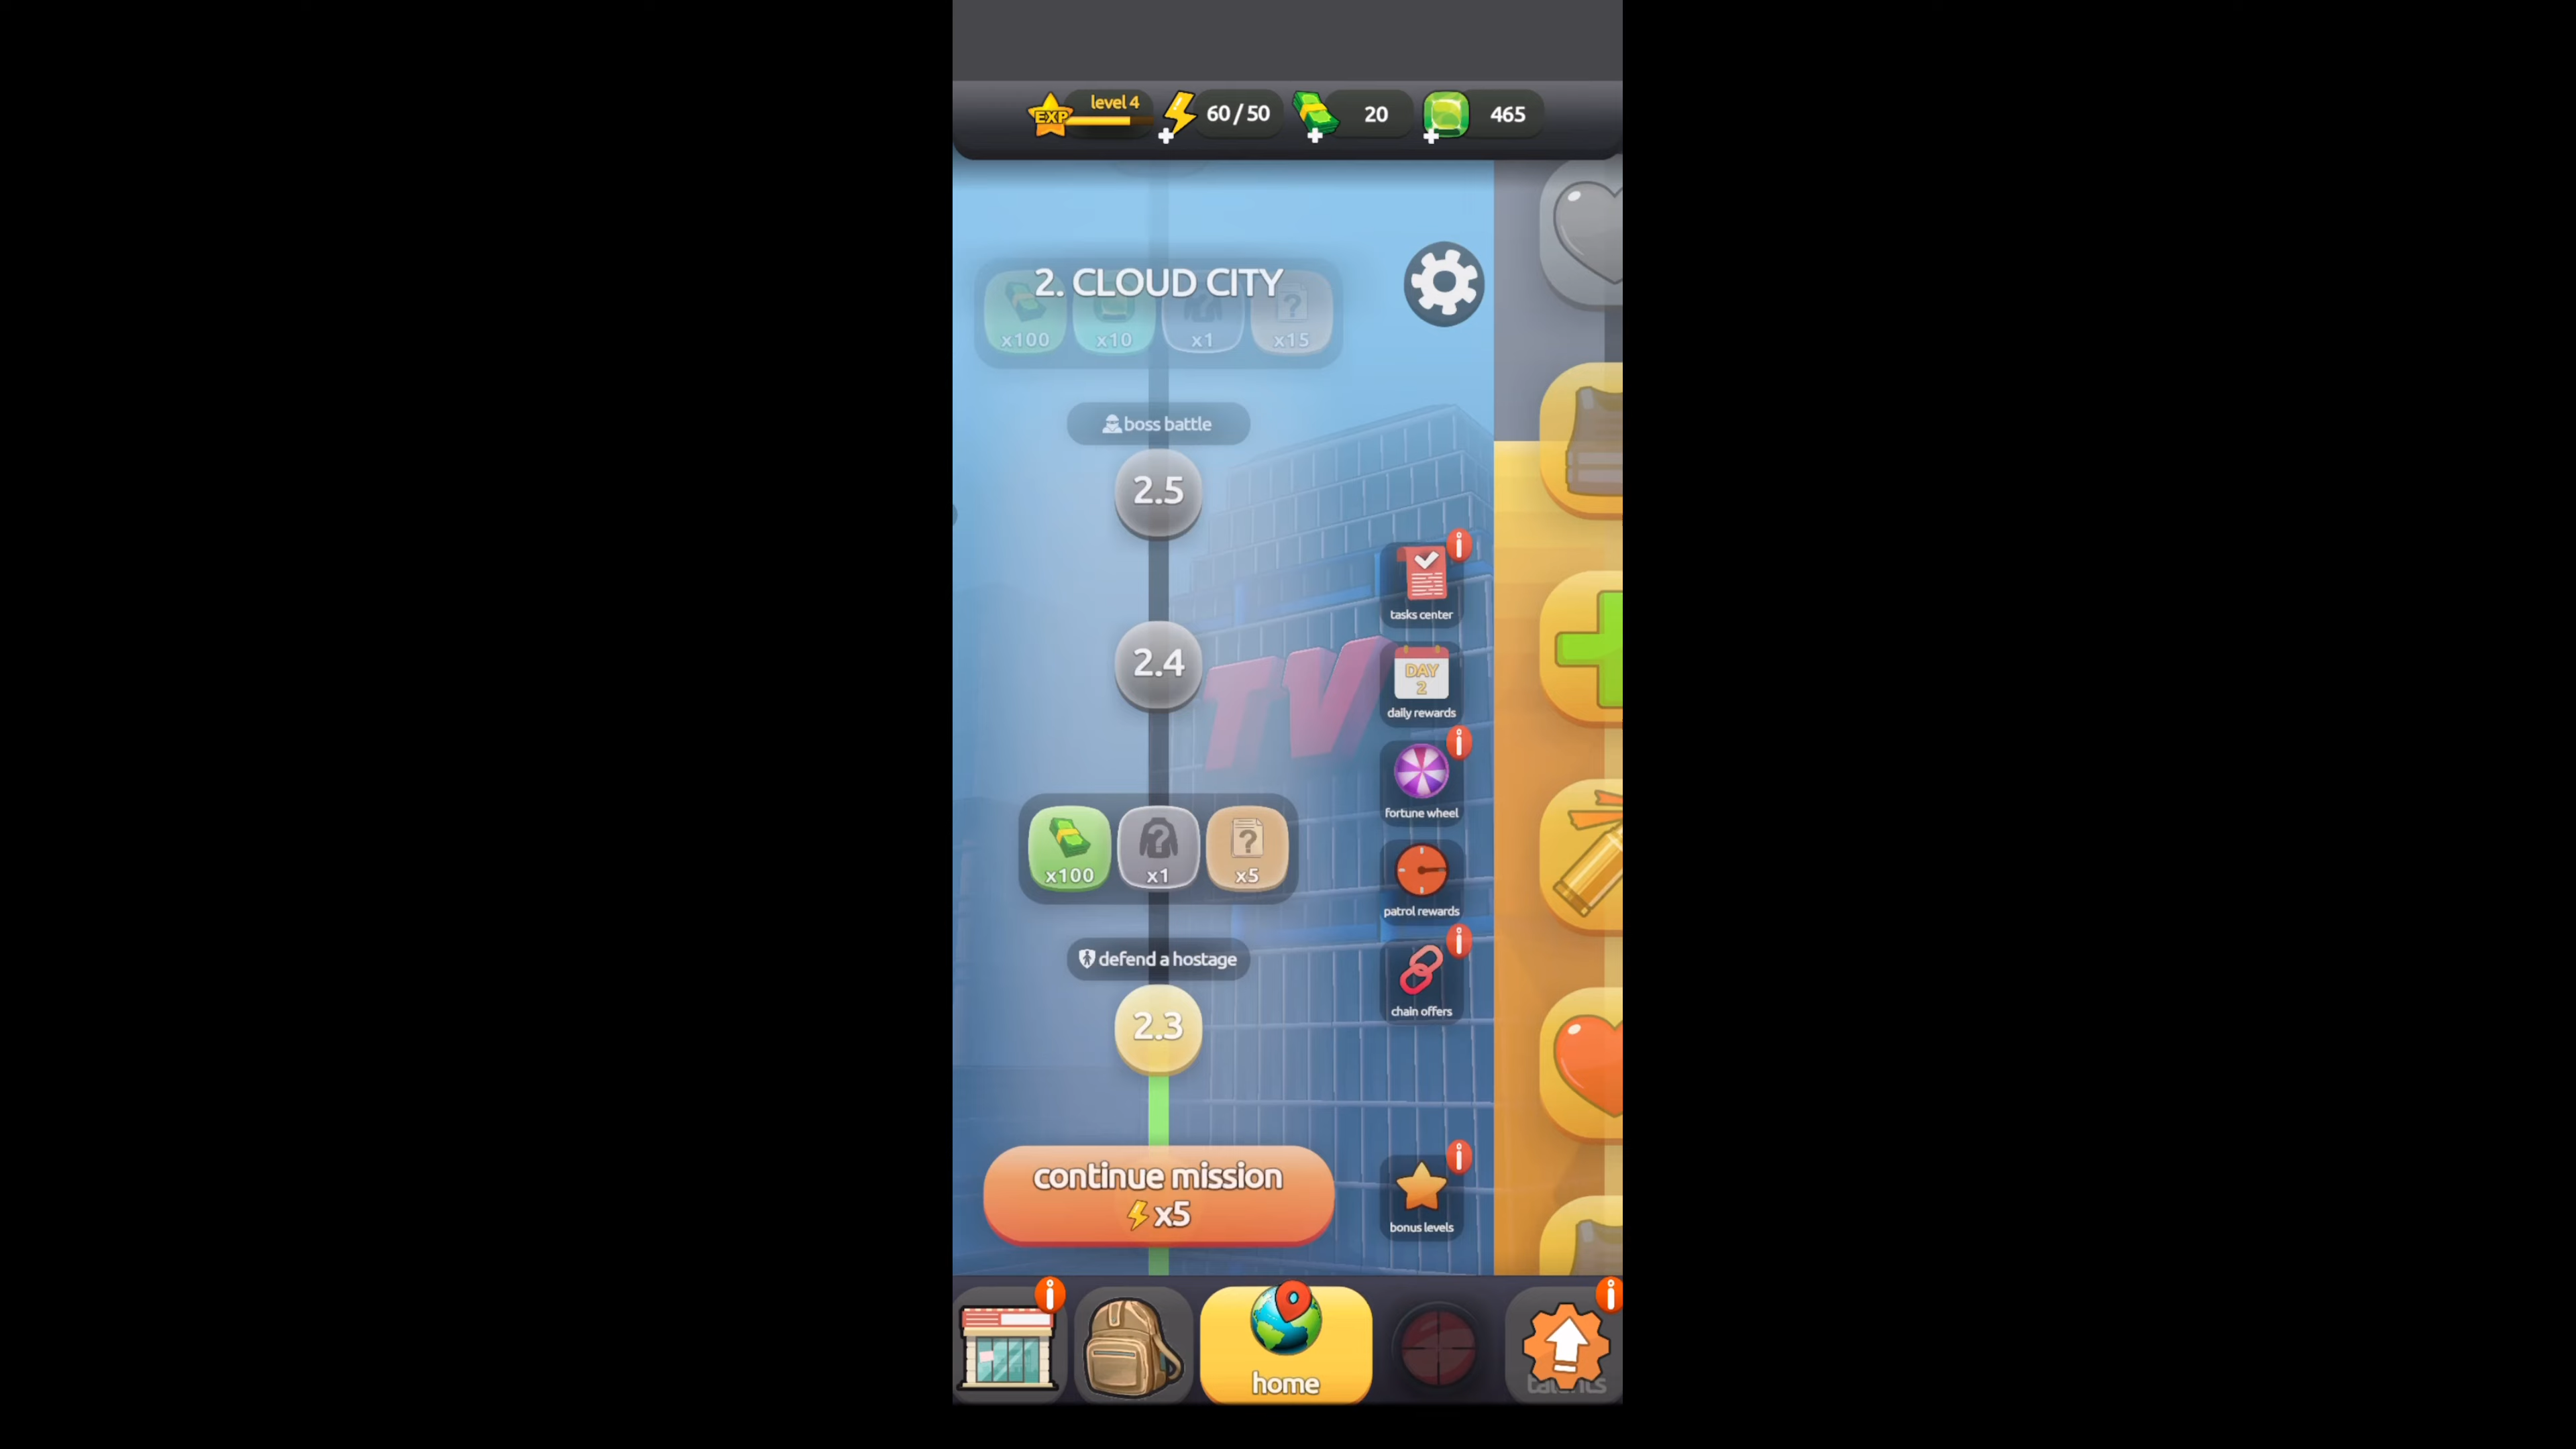 EXP
level 4
60/50
20
465
2. CLOUD CITY
x100
x10
x1
?
x15
boss battle
2.5
tasks center
2.4
TV
DAY
2
daily rewards
fortune wheel
?
?
x100
x1
x5
patrol rewards
defend a hostage
2.3
chain offers
continue mission
x5
bonus levels
home
talents